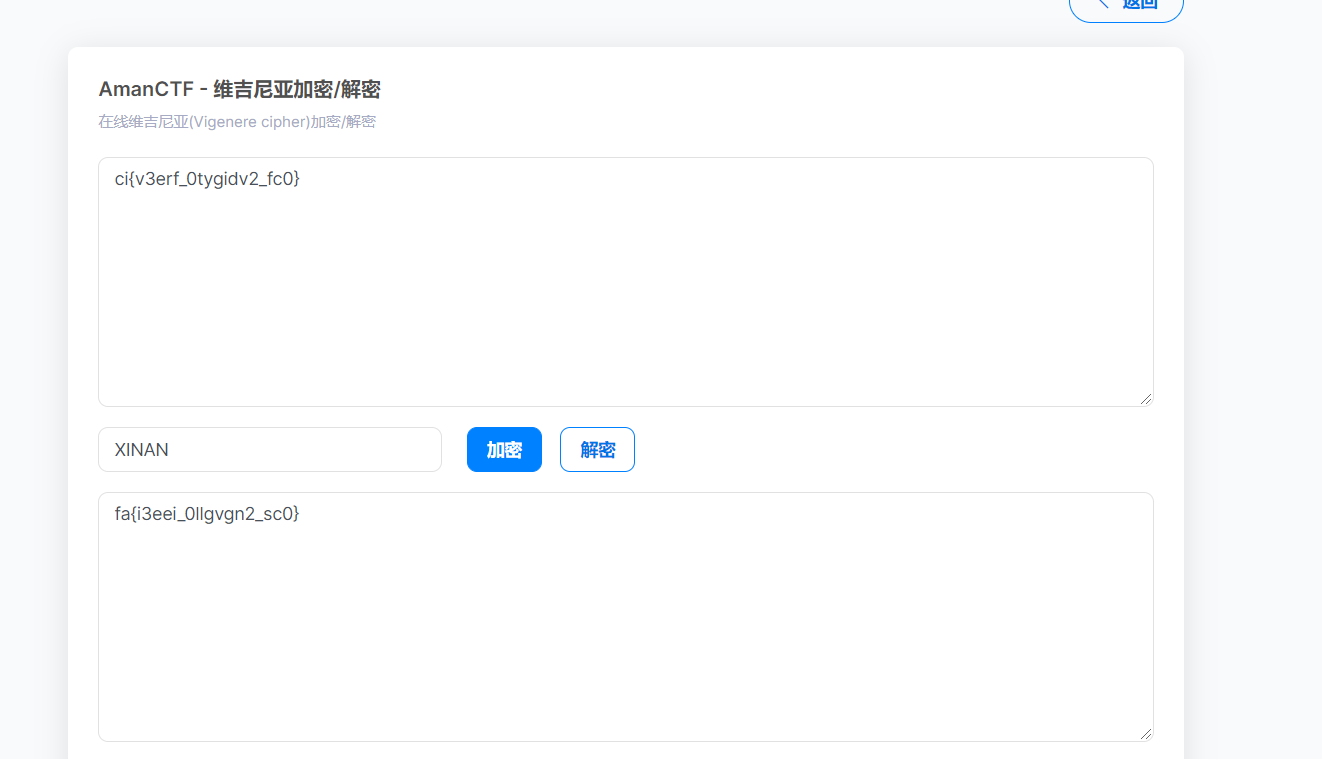 返回
AmanCTF - 维吉尼亚加密/解密
在线维吉尼亚(Vigenere cipher)加密/解密
ci{v3erf_0tygidv2_fc0}
XINAN
加密
解密
fa{i3eei_0llgvgn2_sc0}